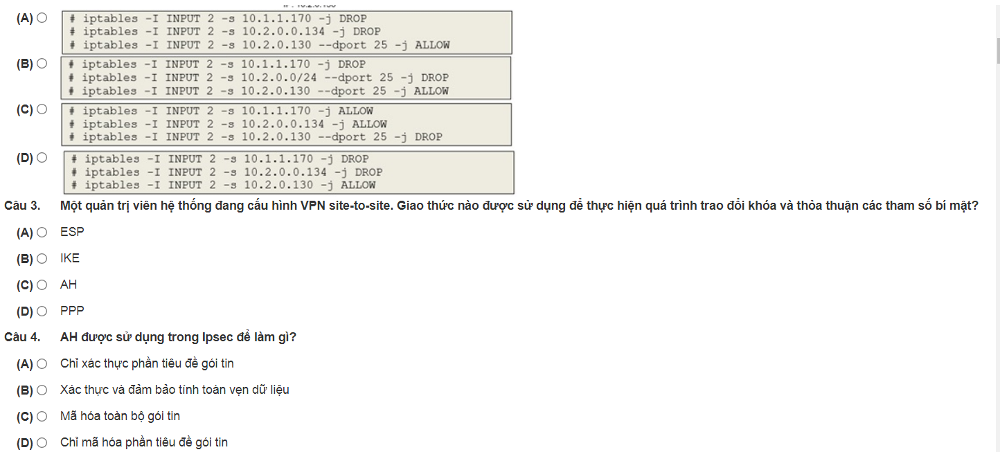 (A)
# iptables -I INPUT 2 -s 10.1.1.170 -j DROP
# iptables -I INPUT 2 -s 10.2.0.0.134 -j DROP
# iptables -I INPUT 2 -s 10.2.0.130 --dport 25 -j ALLOW
(B)
# iptables -I INPUT 2 -s 10.1.1.170 -j DROP
# iptables -I INPUT 2 -s 10.2.0.0/24 --dport 25 -j DROP
# iptables -I INPUT 2 -s 10.2.0.130 --dport 25 -j ALLOW
(C)
# iptables -I INPUT 2 -s 10.1.1.170 -j ALLOW
# iptables -I INPUT 2 -s 10.2.0.0.134 -j ALLOW
# iptables -I INPUT 2 -s 10.2.0.130 --dport 25 -j DROP
(D)
# iptables -I INPUT 2 -s 10.1.1.170 -j DROP
# iptables -I INPUT 2 -s 10.2.0.0.134 -j DROP
# iptables -I INPUT 2 -s 10.2.0.130 -j ALLOW
Câu 3. Một quản trị viên hệ thống đang cấu hình VPN site-to-site. Giao thức nào được sử dụng để thực hiện quá trình trao đổi khóa và thỏa thuận các tham số bí mật?
(A) ESP
(B) IKE
(C) AH
(D) PPP
Câu 4. AH được sử dụng trong Ipsec để làm gì?
(A) Chỉ xác thực phần tiêu đề gói tin
(B) Xác thực và đảm bảo tính toàn vẹn dữ liệu
(C) Mã hóa toàn bộ gói tin
(D) Chỉ mã hóa phần tiêu đề gói tin